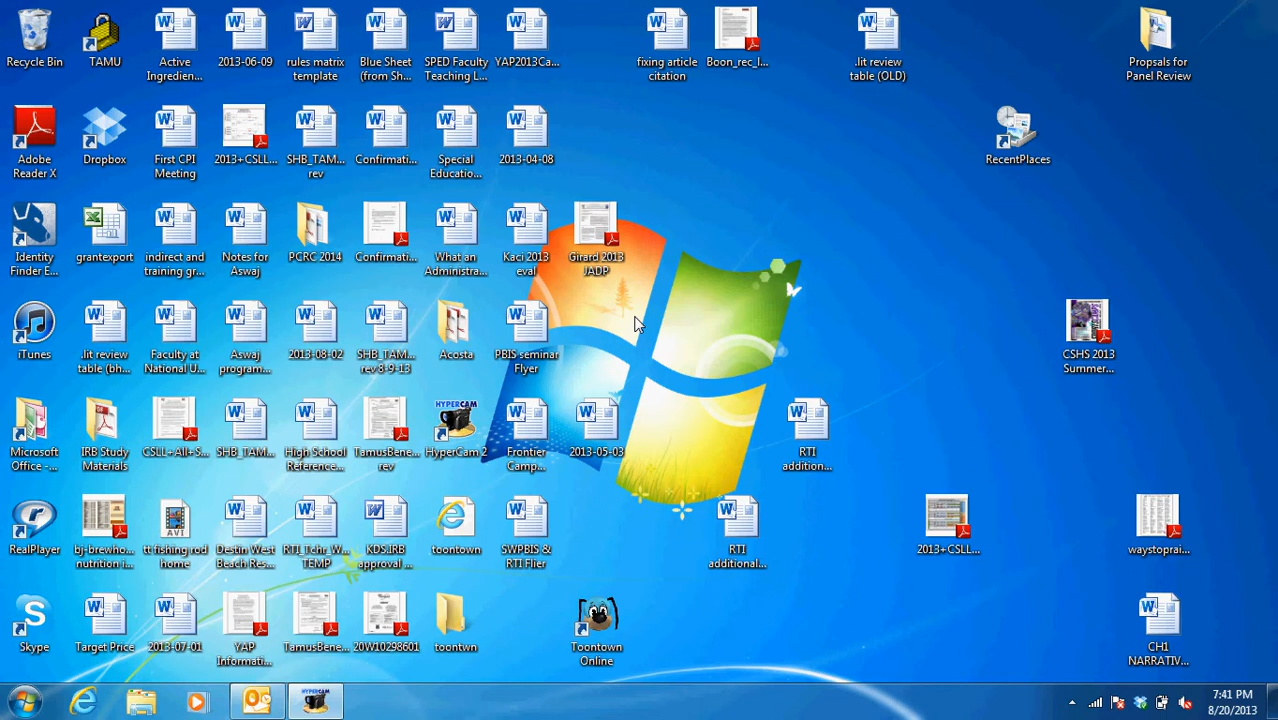 Recycle Bin
TAMU
Active
Ingredien...
2013-06-09
rules matrix
template
Blue Sheet
(from Sh...
SPED Faculty
Teaching L...
YAP2013Ca...
fixing article
citation
Boon_rec_l...
.lit review
table (OLD)
Propsals for
Panel Review
Adobe
Reader X
Dropbox
First CPI
Meeting
2013+CSLL...
SHB_TAM...
rev
Confirmati...
Special
Educatio...
2013-04-08
RecentPlaces
Identity
Finder E...
grantexport
indirect and
training gr...
Notes for
Aswaj
PCRC 2014
Confirmati...
What an
Administra...
Kaci 2013
eval
Girard 2013
JADP
iTunes
.lit review
table (bh...
Faculty at
National U...
Aswaj
program...
2013-08-02
SHB_TAM...
rev 8-9-13
Acosta
PBIS seminar
Flyer
CSHS 2013
Summer...
Microsoft
Office -...
IRB Study
Materials
CSLL+All+S...
SHB_TAM...
High School
Reference...
TamusBene...
rev
HYPERCAM
HyperCam 2
Frontier
Camp...
2013-05-03
RTI
addition...
RealPlayer
bj-brewho...
nutrition i...
AVI
tt fishing rod
home
Destin West
Beach Res...
RTI_Tchr_W...
TEMP
KDS.IRB
approval ...
toontown
SWPBIS &
RTI Flier
RTI
additional...
2013+CSLL...
waystoprai...
Skype
Target Price
2013-07-01
YAP
Informati...
TamusBene...
20W10298601
toontwn
Toontown
Online
CH1
NARRATIV...
HYPERCAM
7:41 PM
8/20/2013